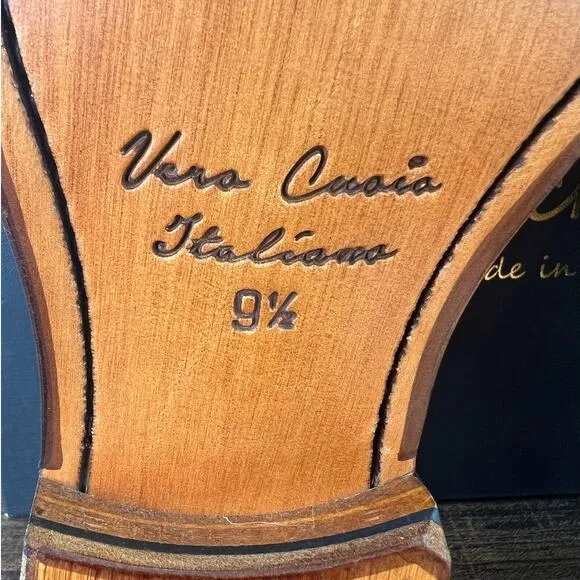 Vero Cuoio
Italiano
9½
de in